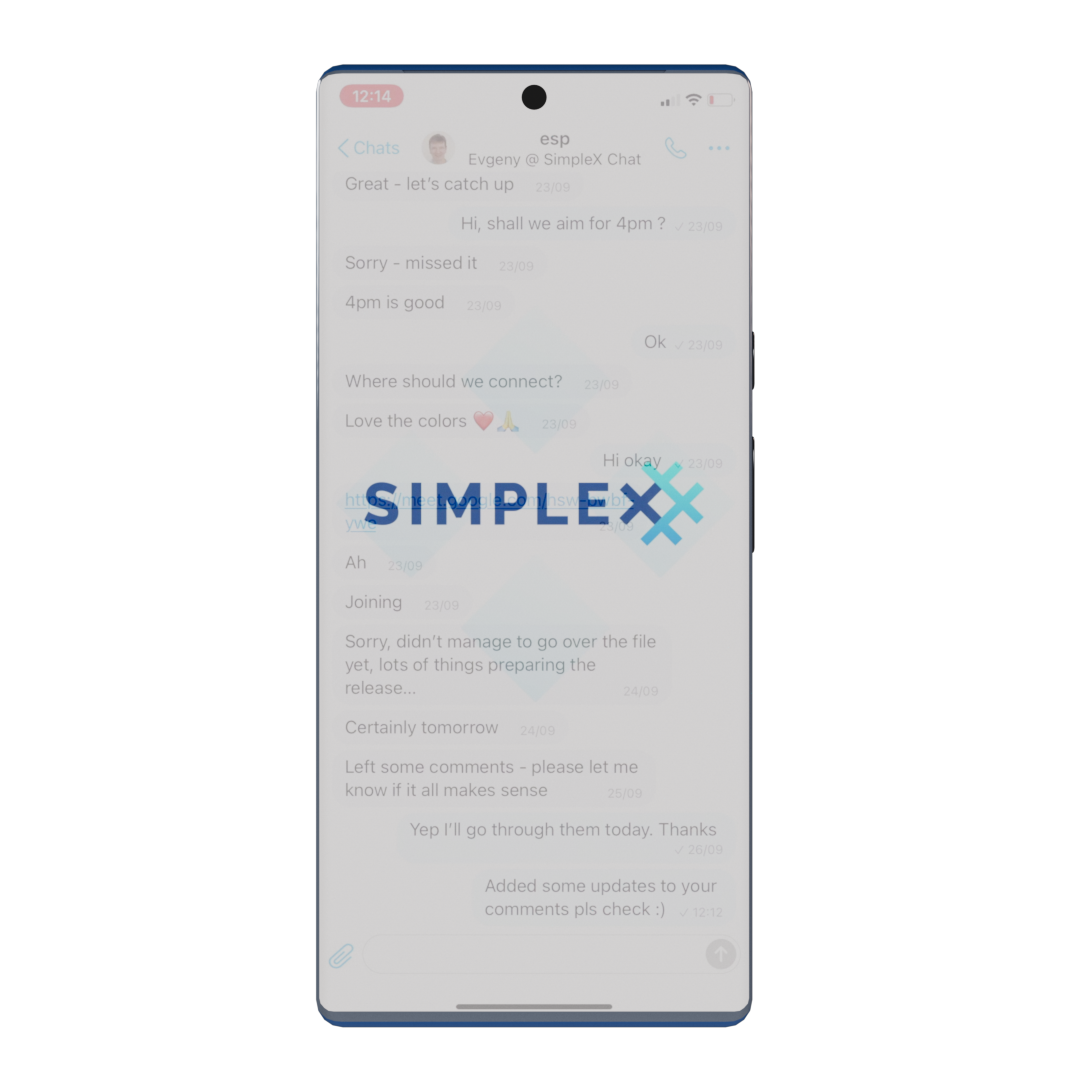 12:14
Chats
esp
Evgeny @ SimpleX Chat
Great - let's catch up 23/09
Hi, shall we aim for 4pm ? 23/09
Sorry - missed it 23/09
4pm is good 23/09
Ok 23/09
Where should we connect? 23/09
Love the colors ❤️🙏 23/09
Hi okay 23/09
SIMPLEX
https://meet.google.com/
23/09
Ah 23/09
Joining 23/09
Sorry, didn't manage to go over the file
yet, lots of things preparing the
release... 24/09
Certainly tomorrow 24/09
Left some comments - please let me
know if it all makes sense 25/09
Yep I'll go through them today. Thanks
26/09
Added some updates to your
comments pls check :) 12:12